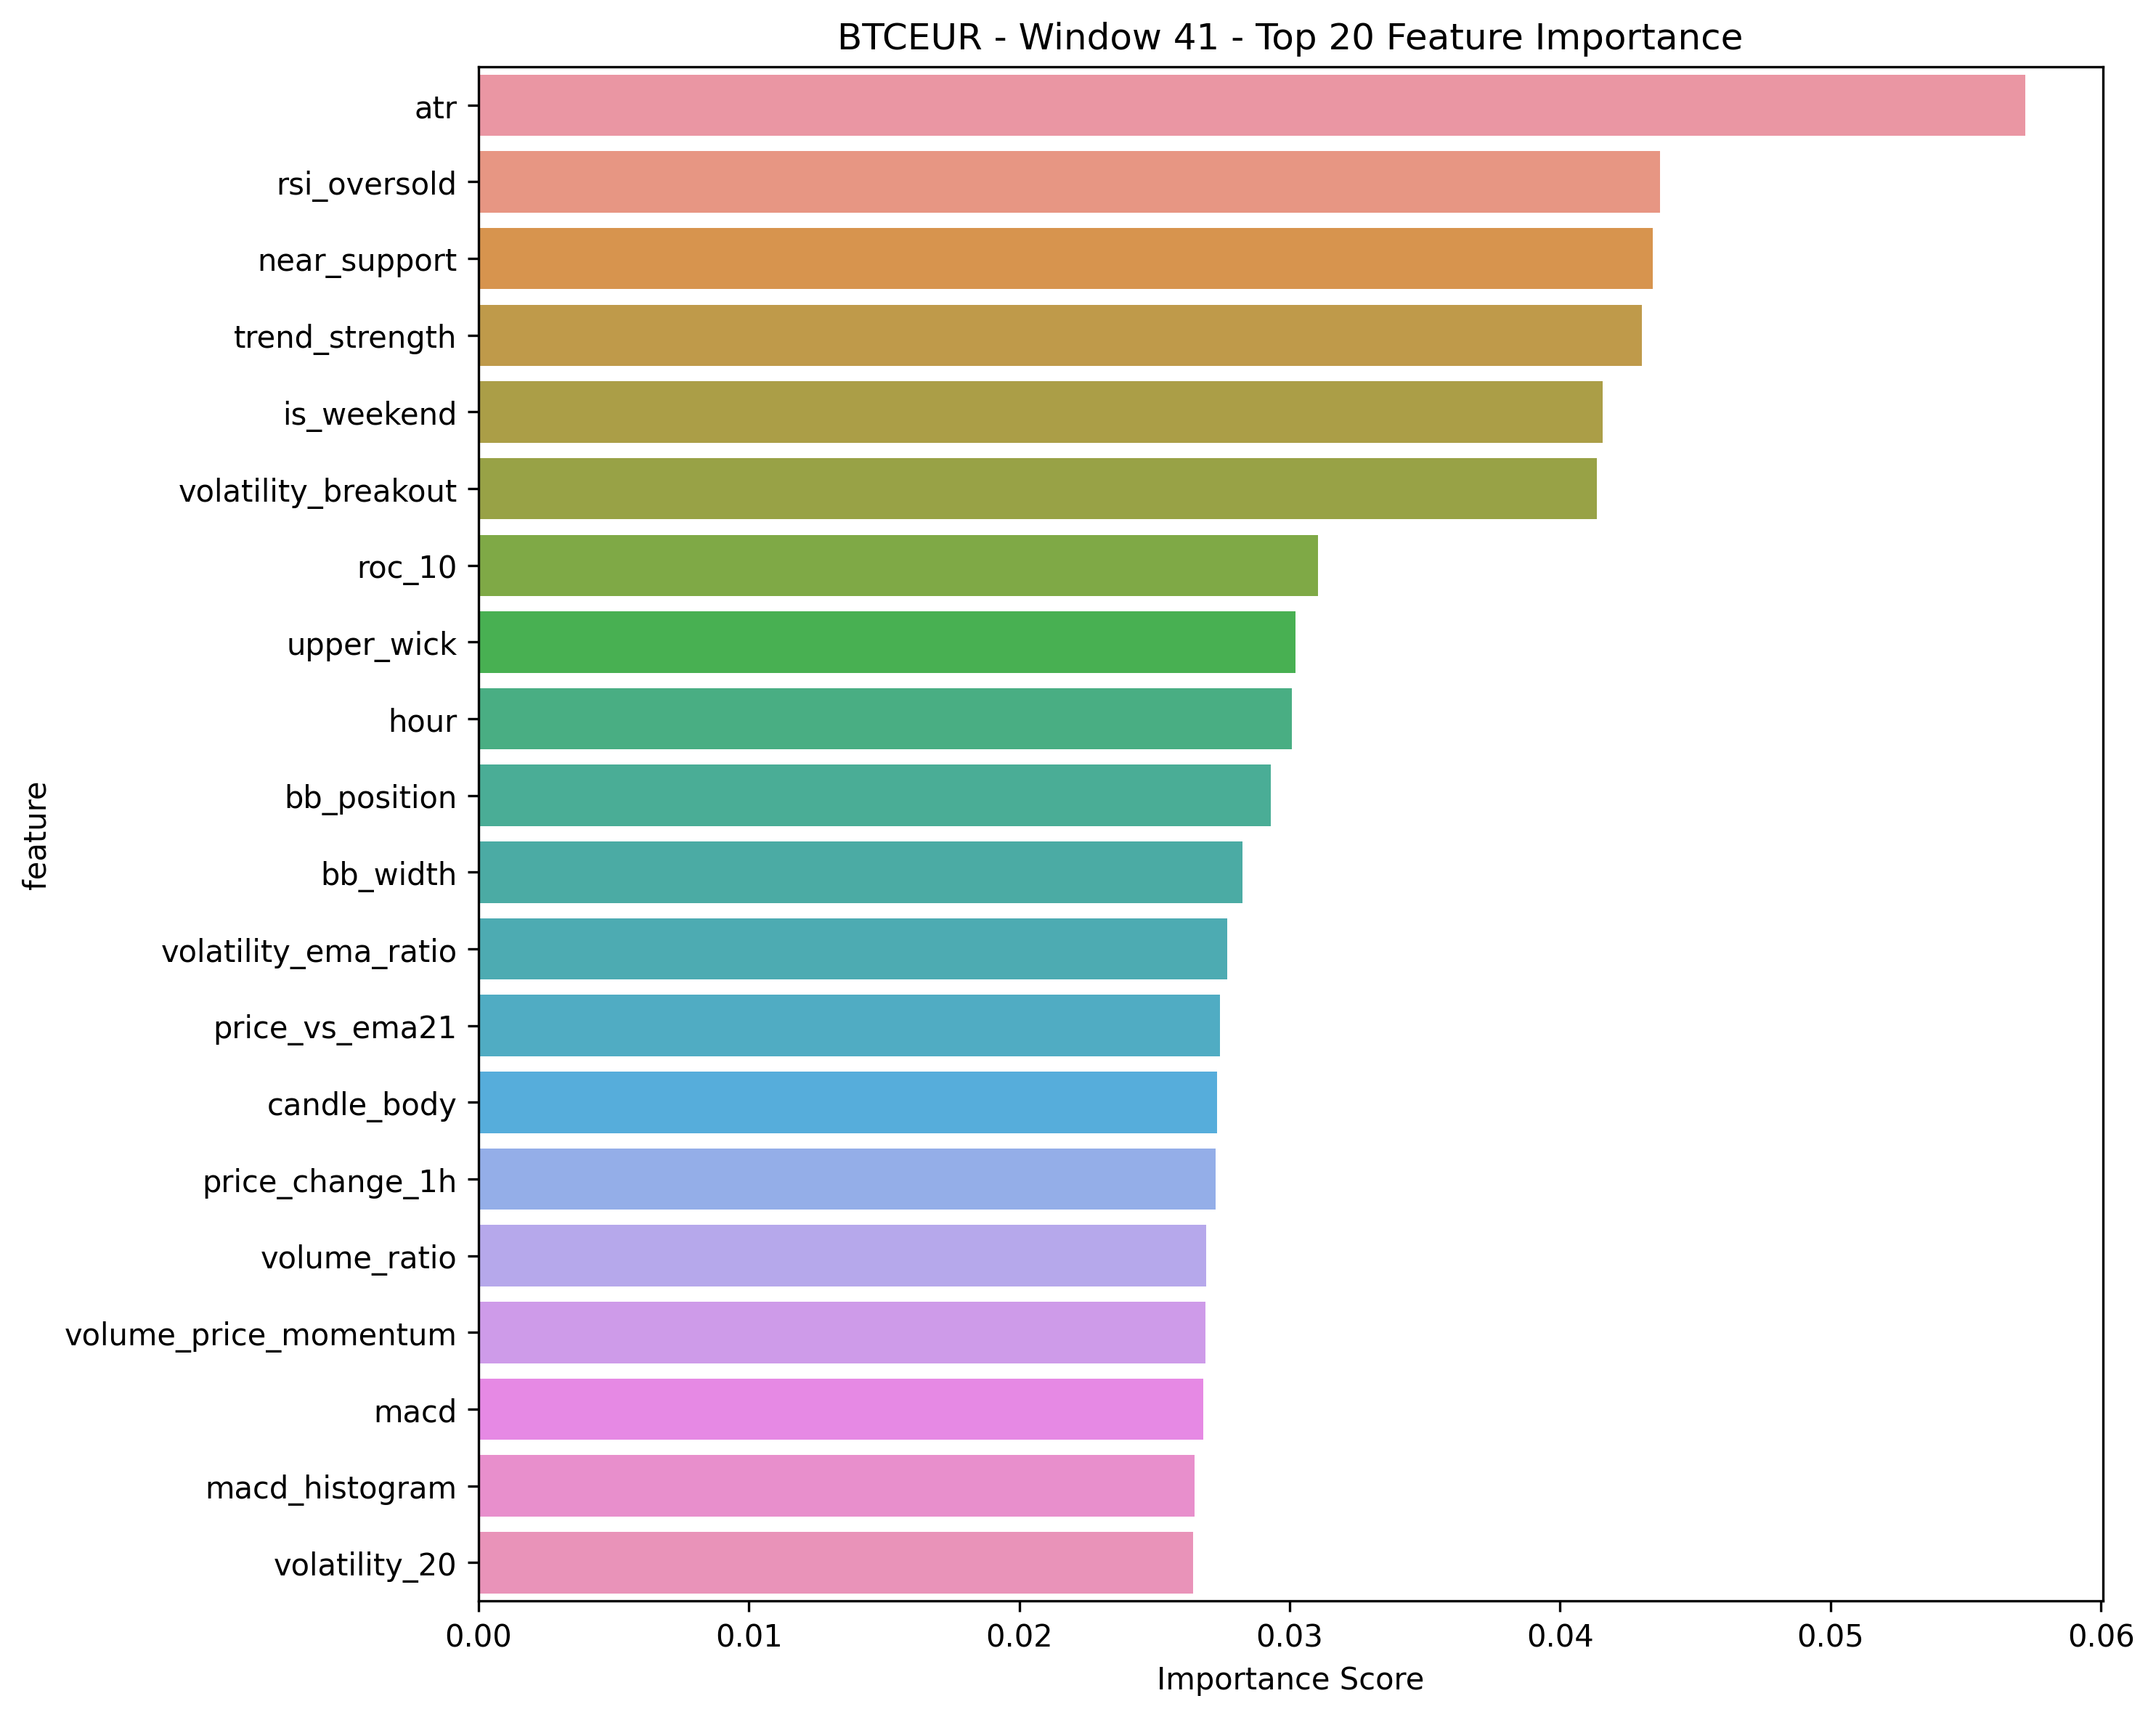 BTCEUR - Window 41 - Top 20 Feature Importance
atr
rsi_oversold
near_support
trend_strength
is_weekend
volatility_breakout
roc_10
upper_wick
hour
bb_position
bb_width
volatility_ema_ratio
price_vs_ema21
candle_body
price_change_1h
volume_ratio
volume_price_momentum
macd
macd_histogram
volatility_20
feature
0.00 0.01 0.02 0.03 0.04 0.05 0.06
Importance Score